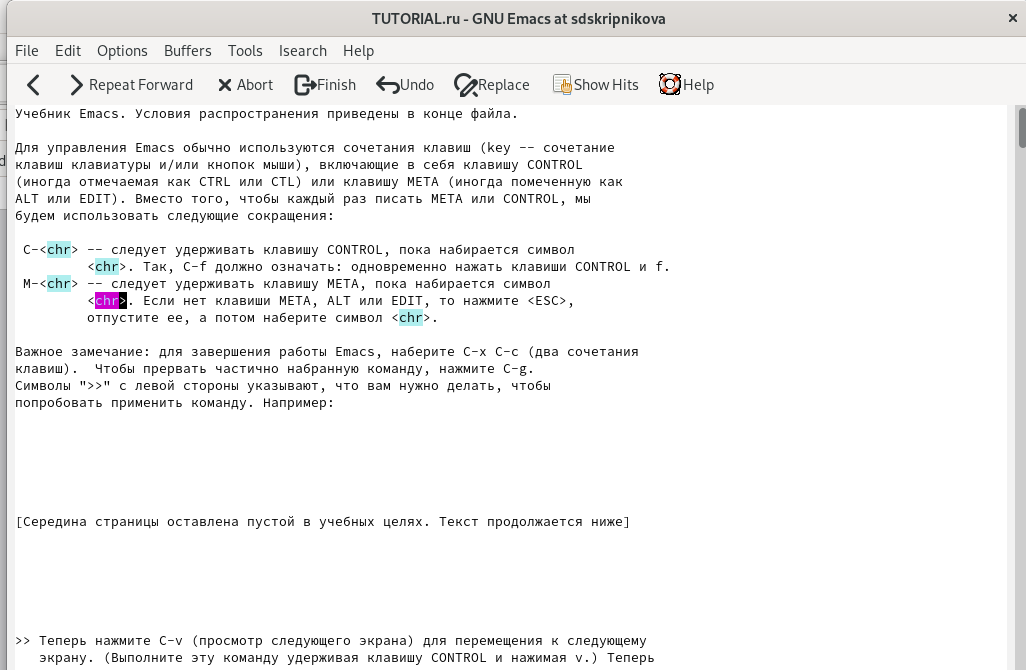 TUTORIAL.ru - GNU Emacs at sdskripnikova
File Edit Options Buffers Tools Isearch Help
Repeat Forward Abort Finish Undo Replace Show Hits Help
Учебник Emacs. Условия распространения приведены в конце файла.
Для управления Emacs обычно используются сочетания клавиш (key -- сочетание
клавиш клавиатуры и/или кнопок мыши), включающие в себя клавишу CONTROL
(иногда отмечаемая как CTRL или CTL) или клавишу META (иногда помеченную как
ALT или EDIT). Вместо того, чтобы каждый раз писать META или CONTROL, мы
будем использовать следующие сокращения:
C-<chr> -- следует удерживать клавишу CONTROL, пока набирается символ
<chr>. Так, C-f должно означать: одновременно нажать клавиши CONTROL и f.
M-<chr> -- следует удерживать клавишу META, пока набирается символ
<chr>. Если нет клавиши META, ALT или EDIT, то нажмите <ESC>,
отпустите ее, а потом наберите символ <chr>.
Важное замечание: для завершения работы Emacs, наберите C-x C-c (два сочетания
клавиш).  Чтобы прервать частично набранную команду, нажмите C-g.
Символы ">>" с левой стороны указывают, что вам нужно делать, чтобы
попробовать применить команду. Например:
[Середина страницы оставлена пустой в учебных целях. Текст продолжается ниже]
>> Теперь нажмите C-v (просмотр следующего экрана) для перемещения к следующему
экрану. (Выполните эту команду удерживая клавишу CONTROL и нажимая v.) Теперь